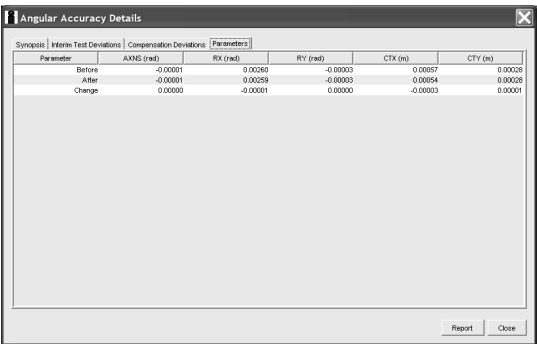 Angular Accuracy Details
Synopsis Interim Test Deviations Compensation Deviations Parameters
Parameter AXNS (rad) RX (rad) RY (rad) CTX (m) CTY (m)
Before -0.00001 0.00260 -0.00003 0.00057 0.00028
After -0.00001 0.00259 -0.00003 0.00054 0.00028
Change 0.00000 -0.00001 0.00000 -0.00003 0.00001
Report Close